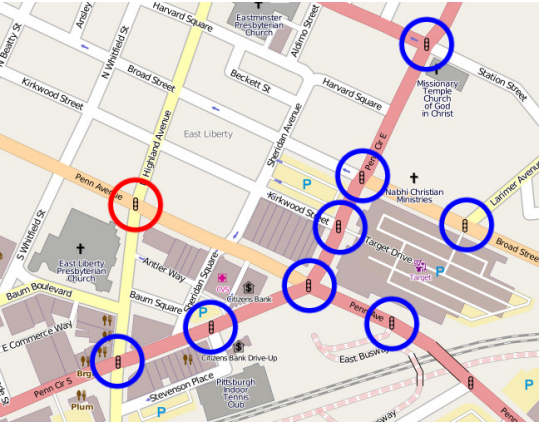 Harvard Square
Eastminster
Presbyterian
Church
Ansley
N Whitfield St
N Beatty St
Aldimo Street
Broad Street
Kirkwood Street
Beckett St
Harvard Square
Station Street
Missionary
Temple
Church
of God
in Christ
Highland Avenue
East Liberty
Sheridan Avenue
Penn Cir E
P
Penn Avenue
Nabhi Christian
Ministries
Larimer Avenue
Kirkwood Street
S Whitfield St
Broad Street
East Liberty
Presbyterian
Church
Target Drive
Target
P
Antler Way
Sheridan Square
Baum Boulevard
Baum Square
Citizens Bank
P
Penn Ave
E Commerce Way
Citizens Bank Drive-Up
East Busway
Penn Cir S
Brg
Stevenson Place
Pittsburgh
Indoor
Tennis
Club
Plum
P
Busway
Penn
P